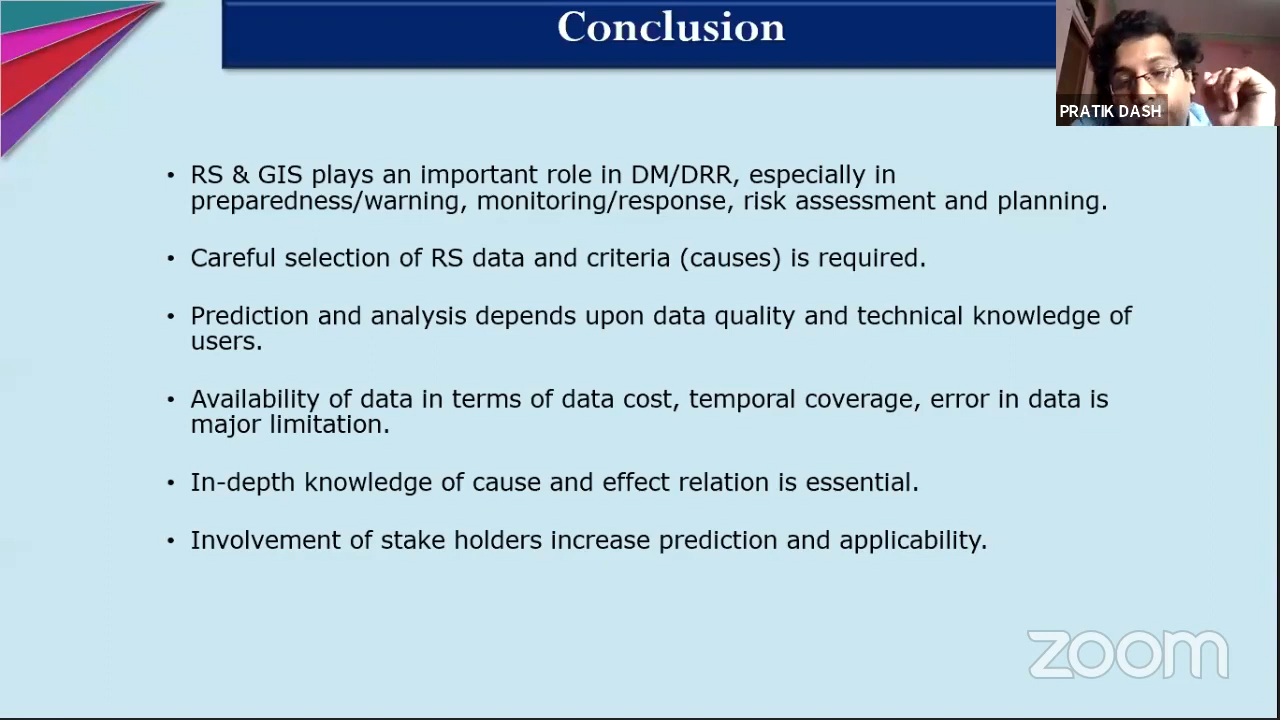 Conclusion
PRATIK DASH
• RS & GIS plays an important role in DM/DRR, especially in
preparedness/warning, monitoring/response, risk assessment and planning.
• Careful selection of RS data and criteria (causes) is required.
• Prediction and analysis depends upon data quality and technical knowledge of
users.
• Availability of data in terms of data cost, temporal coverage, error in data is
major limitation.
• In-depth knowledge of cause and effect relation is essential.
• Involvement of stake holders increase prediction and applicability.
zoom